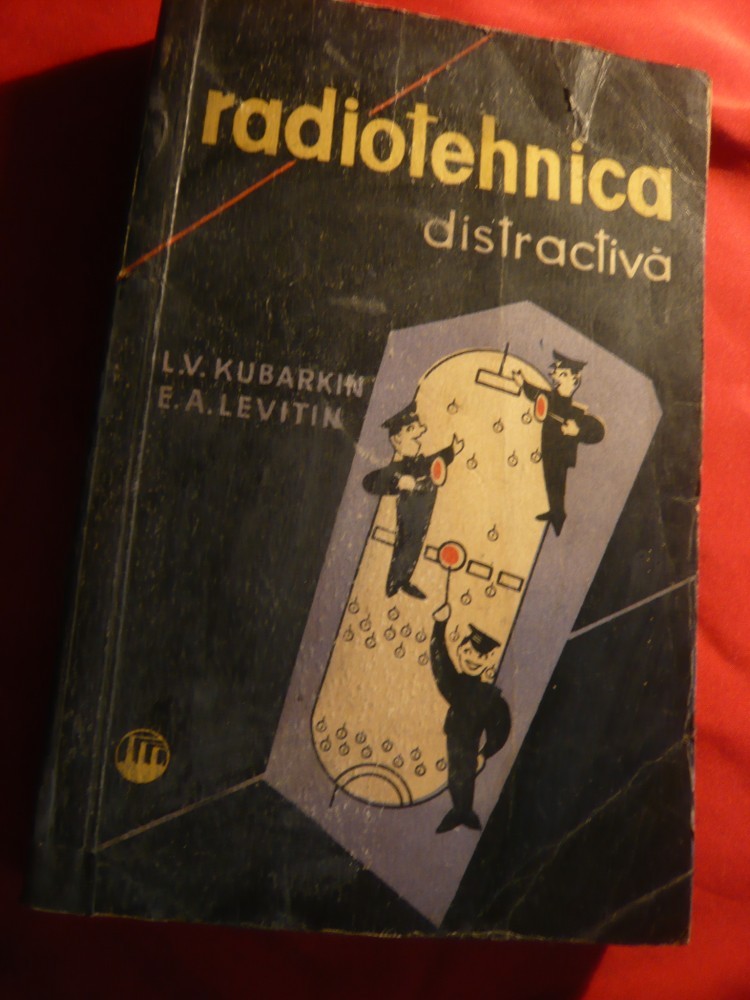 radiotehnica
distractivă
L.V. KUBARKIN
E.A. LEVITIN